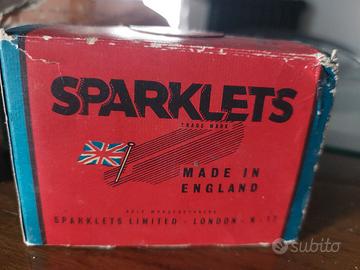 SPARKLETS
TRADE MARK
MADE IN
ENGLAND
SOLE MANUFACTURERS
SPARKLETS LIMITED · LONDON · N·17
subito